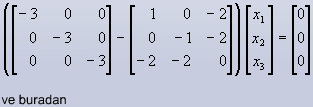 ([-3 0 0; 0 -3 0; 0 0 -3] - [1 0 -2; 0 -1 -2; -2 -2 0]) [x₁; x₂; x₃] = [0; 0; 0]
ve buradan